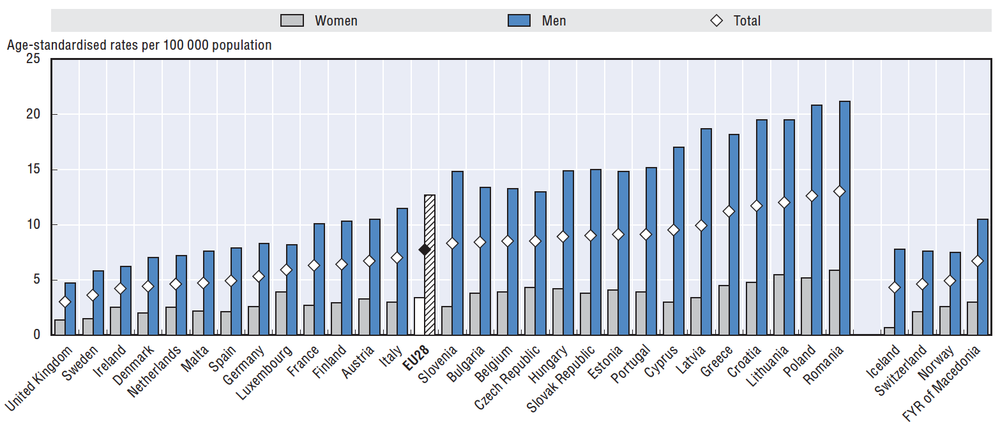 Women Men Total
Age-standardised rates per 100 000 population
25
20
15
10
5
0
United Kingdom
Sweden
Ireland
Denmark
Netherlands
Malta
Spain
Germany
Luxembourg
France
Finland
Austria
Italy
EU28
Slovenia
Bulgaria
Belgium
Czech Republic
Hungary
Slovak Republic
Estonia
Portugal
Cyprus
Latvia
Greece
Croatia
Lithuania
Poland
Romania
Iceland
Switzerland
Norway
FYR of Macedonia